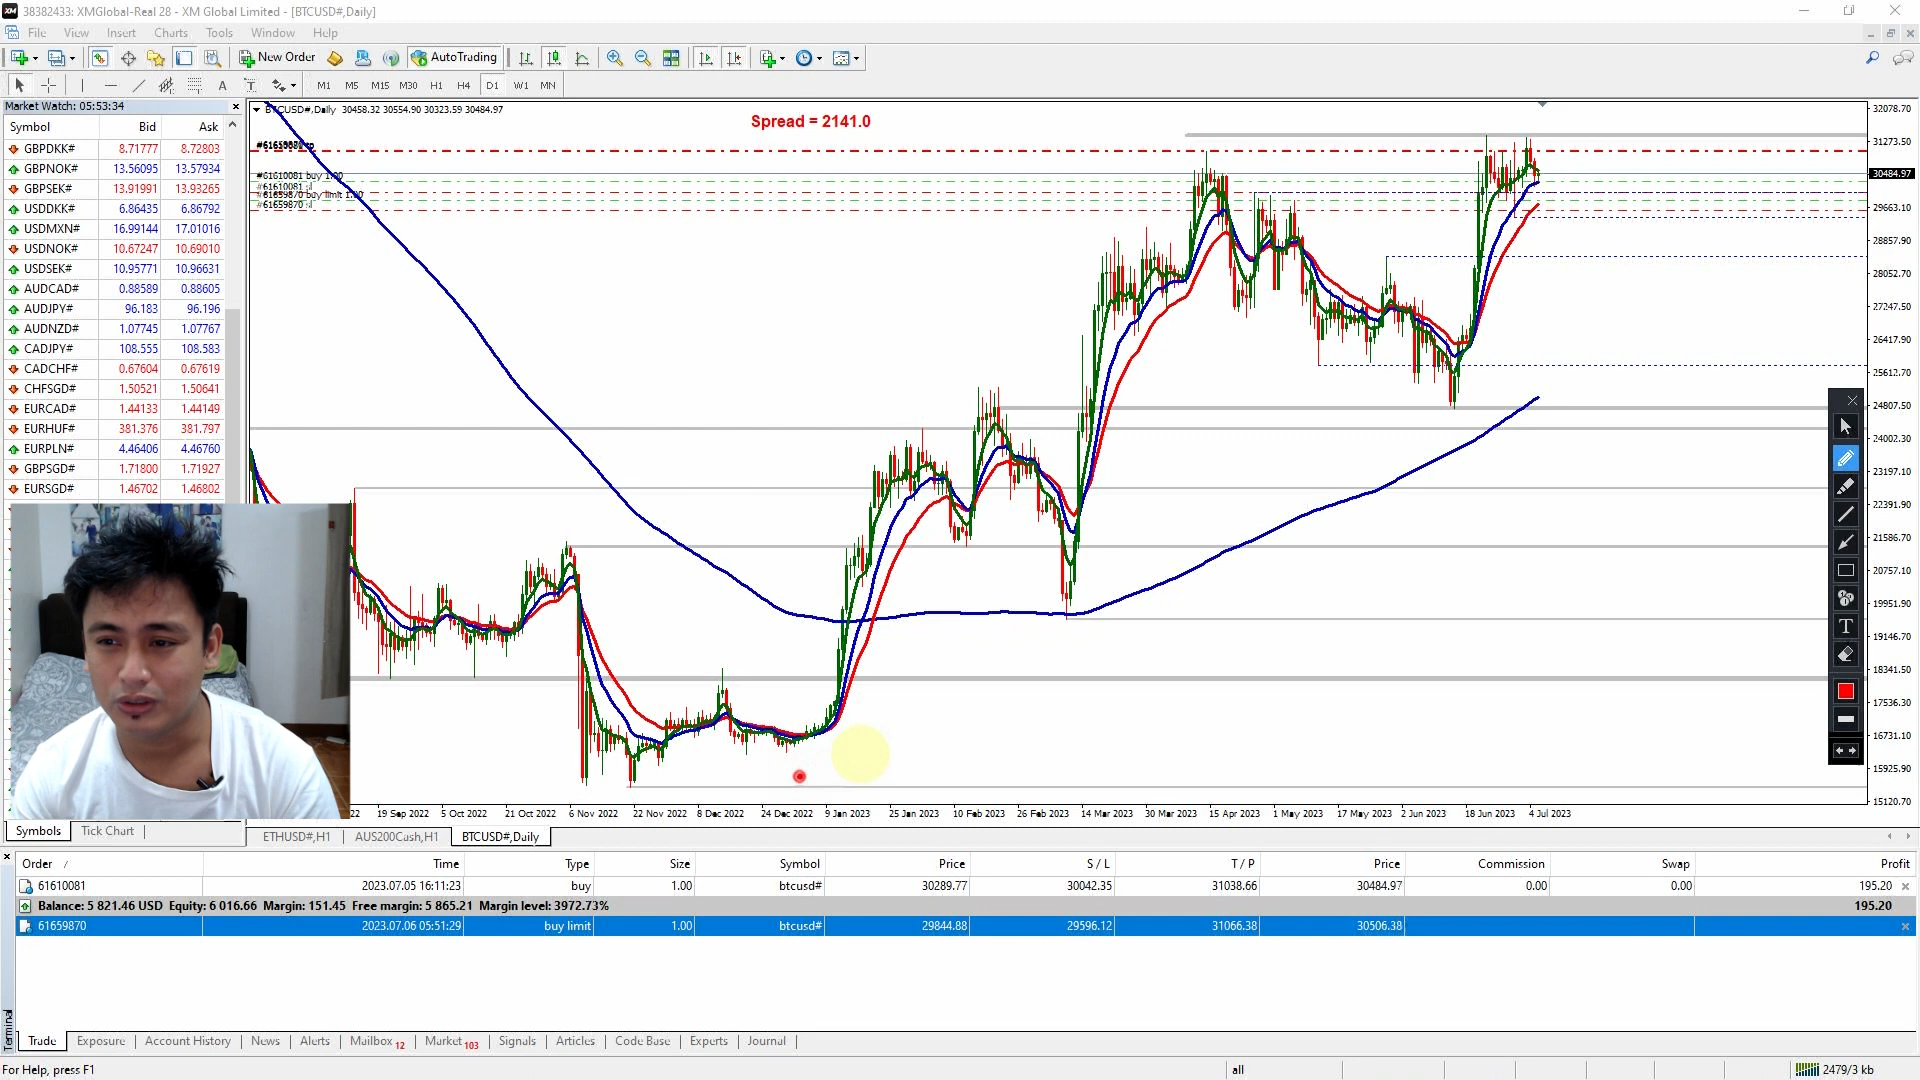 38382433: XMGlobal-Real 28 - XM Global Limited - [BTCUSD#,Daily]
File View Insert Charts Tools Window Help
New Order AutoTrading
M1 M5 M15 M30 H1 H4 D1 W1 MN
Market Watch: 05:53:34
Symbol Bid Ask
GBPDKK# 8.71777 8.72803
GBPNOK# 13.56095 13.57934
GBPSEK# 13.91991 13.93265
USDDKK# 6.86435 6.86792
USDMXN# 16.99144 17.01016
USDNOK# 10.67247 10.69010
USDSEK# 10.95771 10.96631
AUDCAD# 0.88589 0.88605
AUDJPY# 96.183 96.196
AUDNZD# 1.07745 1.07767
CADJPY# 108.555 108.583
CADCHF# 0.67604 0.67619
CHFSGD# 1.50521 1.50641
EURCAD# 1.44133 1.44149
EURHUF# 381.376 381.797
EURPLN# 4.46406 4.46760
GBPSGD# 1.71800 1.71927
EURSGD# 1.46702 1.46802
Symbols Tick Chart
BTCUSD#,Daily 30458.32 30554.90 30323.59 30484.97
Spread = 2141.0
#61610081 buy 1.00
#61610081 sl
#61659870 buy limit 1.00
#61659870 sl
32078.70
31273.50
30484.97
29663.10
28857.90
28052.70
27247.50
26417.90
25612.70
24807.50
24002.30
23197.10
22391.90
21586.70
20757.10
19951.90
19146.70
18341.50
17536.30
16731.10
15925.90
15120.70
22 19 Sep 2022 5 Oct 2022 21 Oct 2022 6 Nov 2022 22 Nov 2022 8 Dec 2022 24 Dec 2022 9 Jan 2023 25 Jan 2023 10 Feb 2023 26 Feb 2023 14 Mar 2023 30 Mar 2023 15 Apr 2023 1 May 2023 17 May 2023 2 Jun 2023 18 Jun 2023 4 Jul 2023
ETHUSD#,H1 AUS200Cash,H1 BTCUSD#,Daily
Order / Time Type Size Symbol Price S / L T / P Price Commission Swap Profit
61610081 2023.07.05 16:11:23 buy 1.00 btcusd# 30289.77 30042.35 31038.66 30484.97 0.00 0.00 195.20
Balance: 5 821.46 USD Equity: 6 016.66 Margin: 151.45 Free margin: 5 865.21 Margin level: 3972.73% 195.20
61659870 2023.07.06 05:51:29 buy limit 1.00 btcusd# 29844.88 29596.12 31066.38 30506.38
Terminal
Trade Exposure Account History News Alerts Mailbox 12 Market 103 Signals Articles Code Base Experts Journal
For Help, press F1 all 2479/3 kb